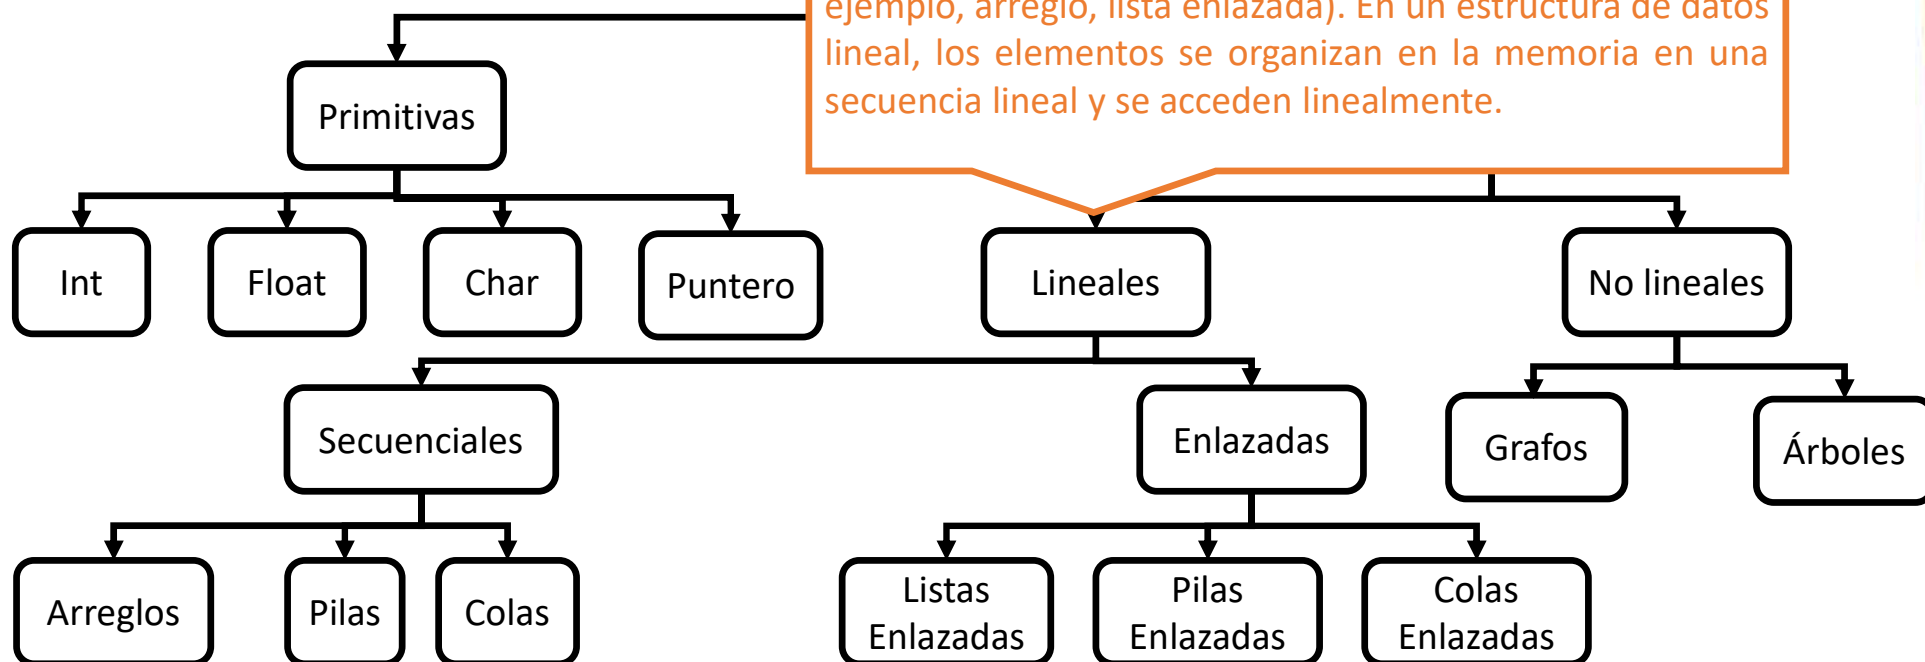 ejemplo, arreglo, lista enlazada). En un estructura de datos
lineal, los elementos se organizan en la memoria en una
secuencia lineal y se acceden linealmente.
Primitivas
Int
Float
Char
Puntero
Lineales
No lineales
Secuenciales
Enlazadas
Grafos
Árboles
Arreglos
Pilas
Colas
Listas
Enlazadas
Pilas
Enlazadas
Colas
Enlazadas